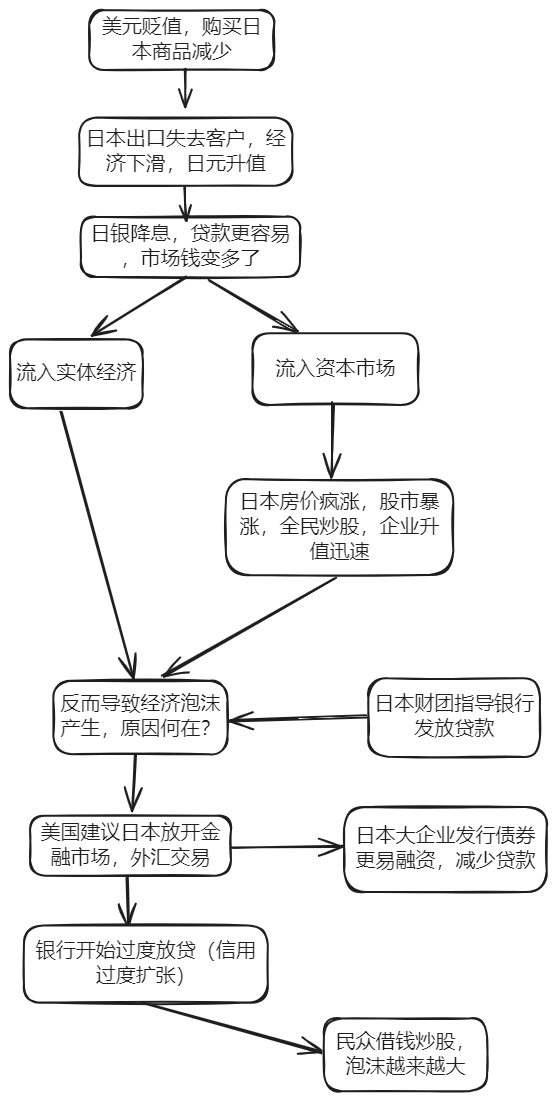 美元贬值，购买日
本商品减少
日本出口失去客户，经
济下滑，日元升值
日银降息，贷款更容易
，市场钱变多了
流入实体经济
流入资本市场
日本房价疯涨，股市暴
涨，全民炒股，企业升
值迅速
反而导致经济泡沫
产生，原因何在？
日本财团指导银行
发放贷款
美国建议日本放开金
融市场，外汇交易
日本大企业发行债券
更易融资，减少贷款
银行开始过度放贷（信用
过度扩张）
民众借钱炒股，
泡沫越来越大